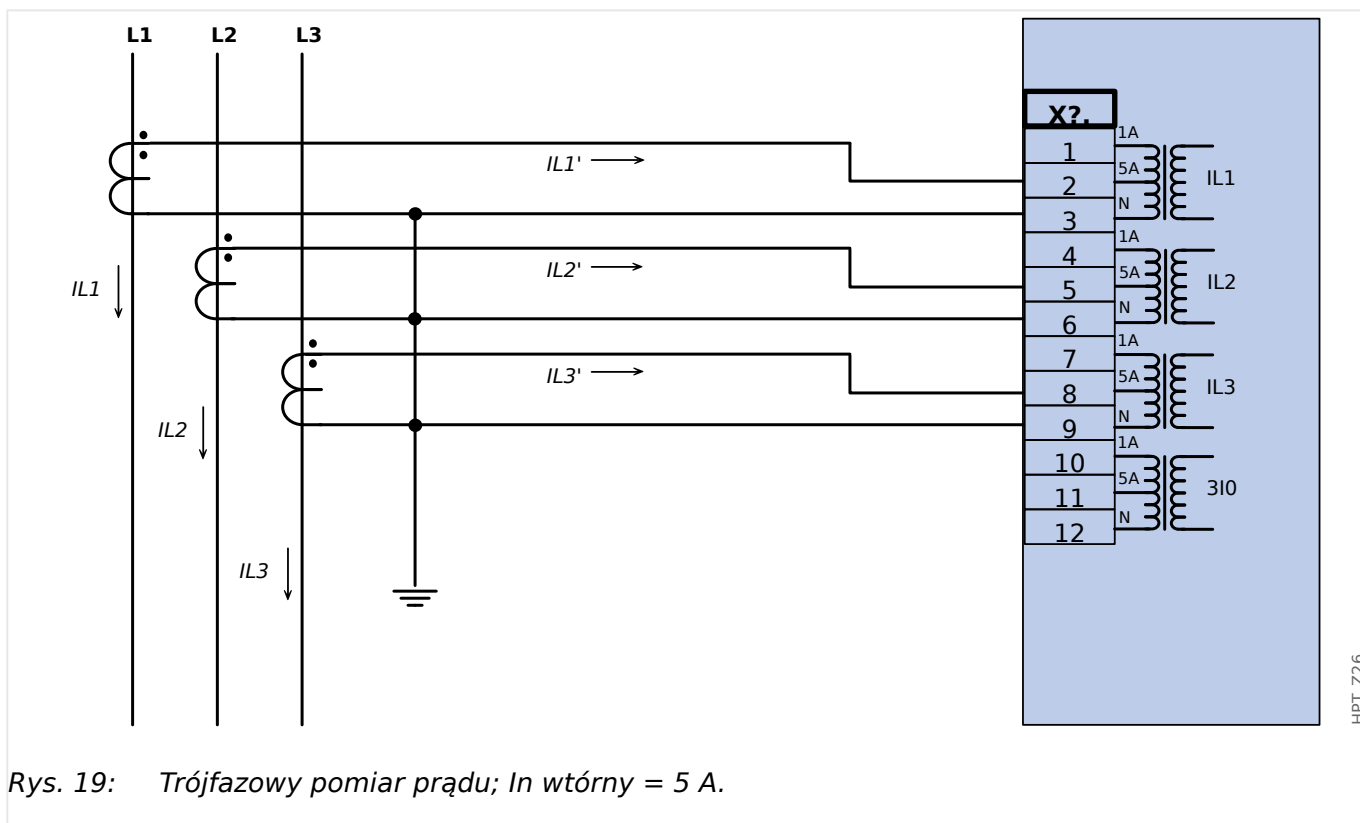 L1 L2 L3
X?.
1 1A
2 5A IL1
3 N
4 1A
5 5A IL2
6 N
7 1A
8 5A IL3
9 N
10 1A
11 5A 3I0
12 N
IL1'
IL2'
IL3'
IL1
IL2
IL3
HPT_Z26
Rys. 19: Trójfazowy pomiar prądu; In wtórny = 5 A.